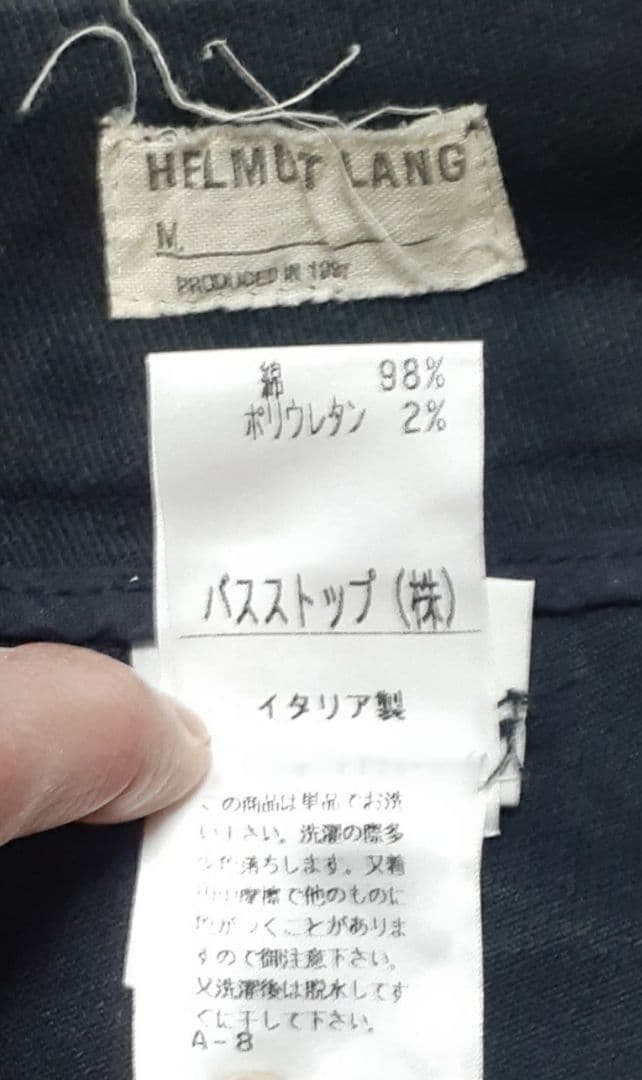 HELMUT LANG
M.
PRODUCED IN 1997
綿 98%
ポリウレタン 2%
バスストップ(株)
イタリア製
この商品は単品でお洗
い下さい。洗濯の際多
少色落ちします。又着
用中摩擦で他のものに
色がつくことがありま
すので御注意下さい。
又洗濯後は脱水してす
ぐに干して下さい。
A-8